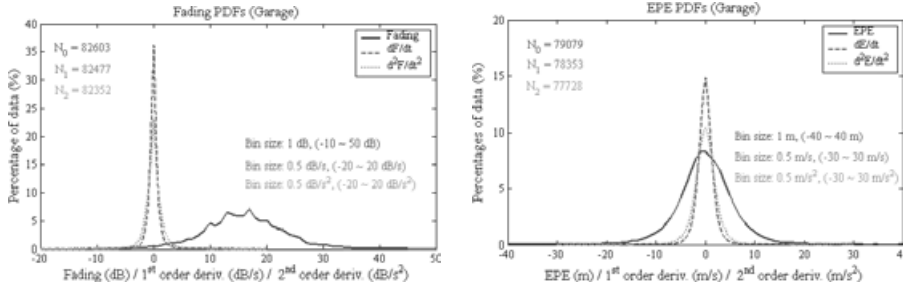 Fading PDFs (Garage)
Percentages of data (%)
40
35
30
25
20
15
10
5
0
N0 = 82603
N1 = 82477
N2 = 82352
Fading
dF/dt
d²F/dt²
Bin size: 1 dB, (-10 ~ 50 dB)
Bin size: 0.5 dB/s, (-20 ~ 20 dB/s)
Bin size: 0.5 dB/s², (-20 ~ 20 dB/s²)
-20 -10 0 10 20 30 40 50
Fading (dB) / 1st order deriv. (dB/s) / 2nd order deriv. (dB/s²)
EPE PDFs (Garage)
Percentages of data (%)
20
15
10
5
0
N0 = 79079
N1 = 78353
N2 = 77728
EPE
dE/dt
d²E/dt²
Bin size: 1 m, (-40 ~ 40 m)
Bin size: 0.5 m/s, (-30 ~ 30 m/s)
Bin size: 0.5 m/s², (-30 ~ 30 m/s²)
-40 -30 -20 -10 0 10 20 30 40
EPE (m) / 1st order deriv. (m/s) / 2nd order deriv. (m/s²)